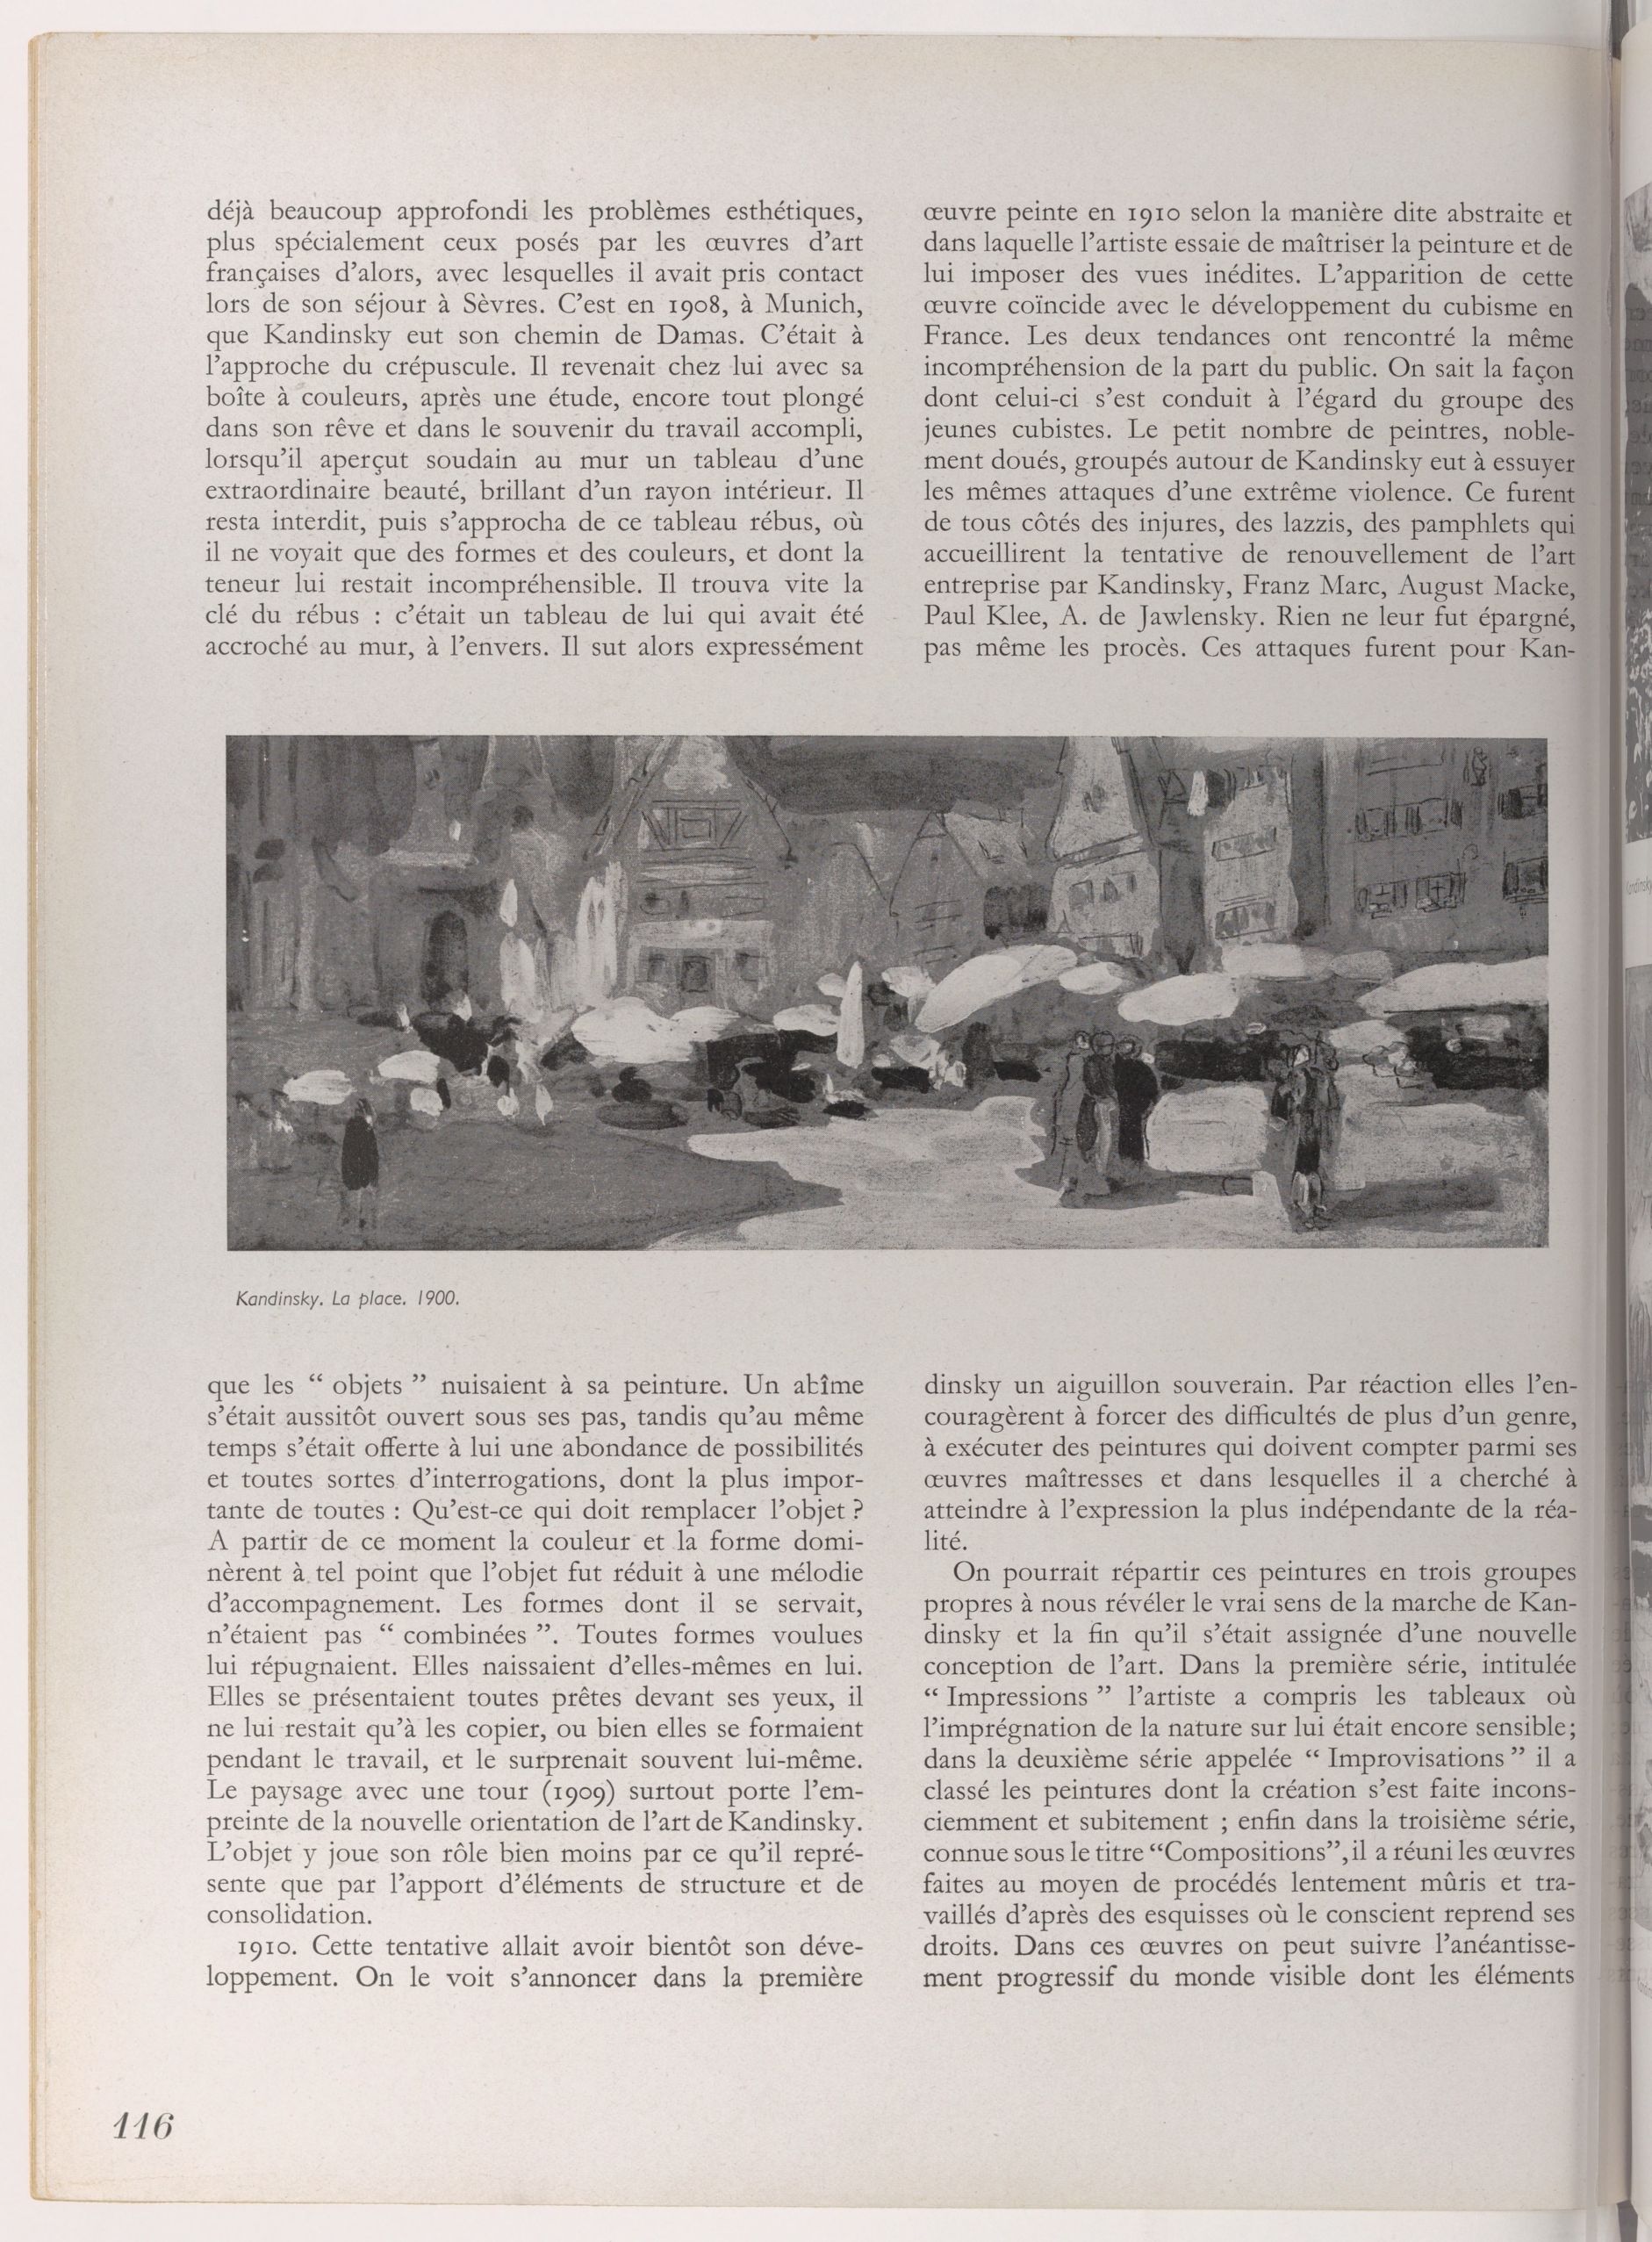 déjà beaucoup approfondi les problèmes esthétiques,
plus spécialement ceux posés par les œuvres d’art
françaises d’alors, avec lesquelles il avait pris contact
lors de son séjour à Sèvres. C’est en 1908, à Munich,
que Kandinsky eut son chemin de Damas. C’était à
l’approche du crépuscule. Il revenait chez lui avec sa
boîte à couleurs, après une étude, encore tout plongé
dans son rêve et dans le souvenir du travail accompli,
lorsqu’il aperçut soudain au mur un tableau d’une
extraordinaire beauté, brillant d’un rayon intérieur. Il
resta interdit, puis s’approcha de ce tableau rébus, où
il ne voyait que des formes et des couleurs, et dont la
teneur lui restait incompréhensible. Il trouva vite la
clé du rébus : c’était un tableau de lui qui avait été
accroché au mur, à l’envers. Il sut alors expressément
que les “ objets ” nuisaient à sa peinture. Un abîme
s’était aussitôt ouvert sous ses pas, tandis qu’au même
temps s’était offerte à lui une abondance de possibilités
et toutes sortes d’interrogations, dont la plus impor-
tante de toutes : Qu’est-ce qui doit remplacer l’objet ?
A partir de ce moment la couleur et la forme domi-
nèrent à tel point que l’objet fut réduit à une mélodie
d’accompagnement. Les formes dont il se servait,
n’étaient pas “ combinées ”. Toutes formes voulues
lui répugnaient. Elles naissaient d’elles-mêmes en lui.
Elles se présentaient toutes prêtes devant ses yeux, il
ne lui restait qu’à les copier, ou bien elles se formaient
pendant le travail, et le surprenait souvent lui-même.
Le paysage avec une tour (1909) surtout porte l’em-
preinte de la nouvelle orientation de l’art de Kandinsky.
L’objet y joue son rôle bien moins par ce qu’il repré-
sente que par l’apport d’éléments de structure et de
consolidation.
1910. Cette tentative allait avoir bientôt son déve-
loppement. On le voit s’annoncer dans la première
œuvre peinte en 1910 selon la manière dite abstraite et
dans laquelle l’artiste essaie de maîtriser la peinture et de
lui imposer des vues inédites. L’apparition de cette
œuvre coïncide avec le développement du cubisme en
France. Les deux tendances ont rencontré la même
incompréhension de la part du public. On sait la façon
dont celui-ci s’est conduit à l’égard du groupe des
jeunes cubistes. Le petit nombre de peintres, noble-
ment doués, groupés autour de Kandinsky eut à essuyer
les mêmes attaques d’une extrême violence. Ce furent
de tous côtés des injures, des lazzis, des pamphlets qui
accueillirent la tentative de renouvellement de l’art
entreprise par Kandinsky, Franz Marc, August Macke,
Paul Klee, A. de Jawlensky. Rien ne leur fut épargné,
pas même les procès. Ces attaques furent pour Kan-
dinsky un aiguillon souverain. Par réaction elles l’en-
couragèrent à forcer des difficultés de plus d’un genre,
à exécuter des peintures qui doivent compter parmi ses
œuvres maîtresses et dans lesquelles il a cherché à
atteindre à l’expression la plus indépendante de la réa-
lité.
On pourrait répartir ces peintures en trois groupes
propres à nous révéler le vrai sens de la marche de Kan-
dinsky et la fin qu’il s’était assignée d’une nouvelle
conception de l’art. Dans la première série, intitulée
“ Impressions ” l’artiste a compris les tableaux où
l’imprégnation de la nature sur lui était encore sensible;
dans la deuxième série appelée “ Improvisations ” il a
classé les peintures dont la création s’est faite incons-
ciemment et subitement ; enfin dans la troisième série,
connue sous le titre “Compositions”, il a réuni les œuvres
faites au moyen de procédés lentement mûris et tra-
vaillés d’après des esquisses où le conscient reprend ses
droits. Dans ces œuvres on peut suivre l’anéantisse-
ment progressif du monde visible dont les éléments
Kandinsky. La place. 1900.
116